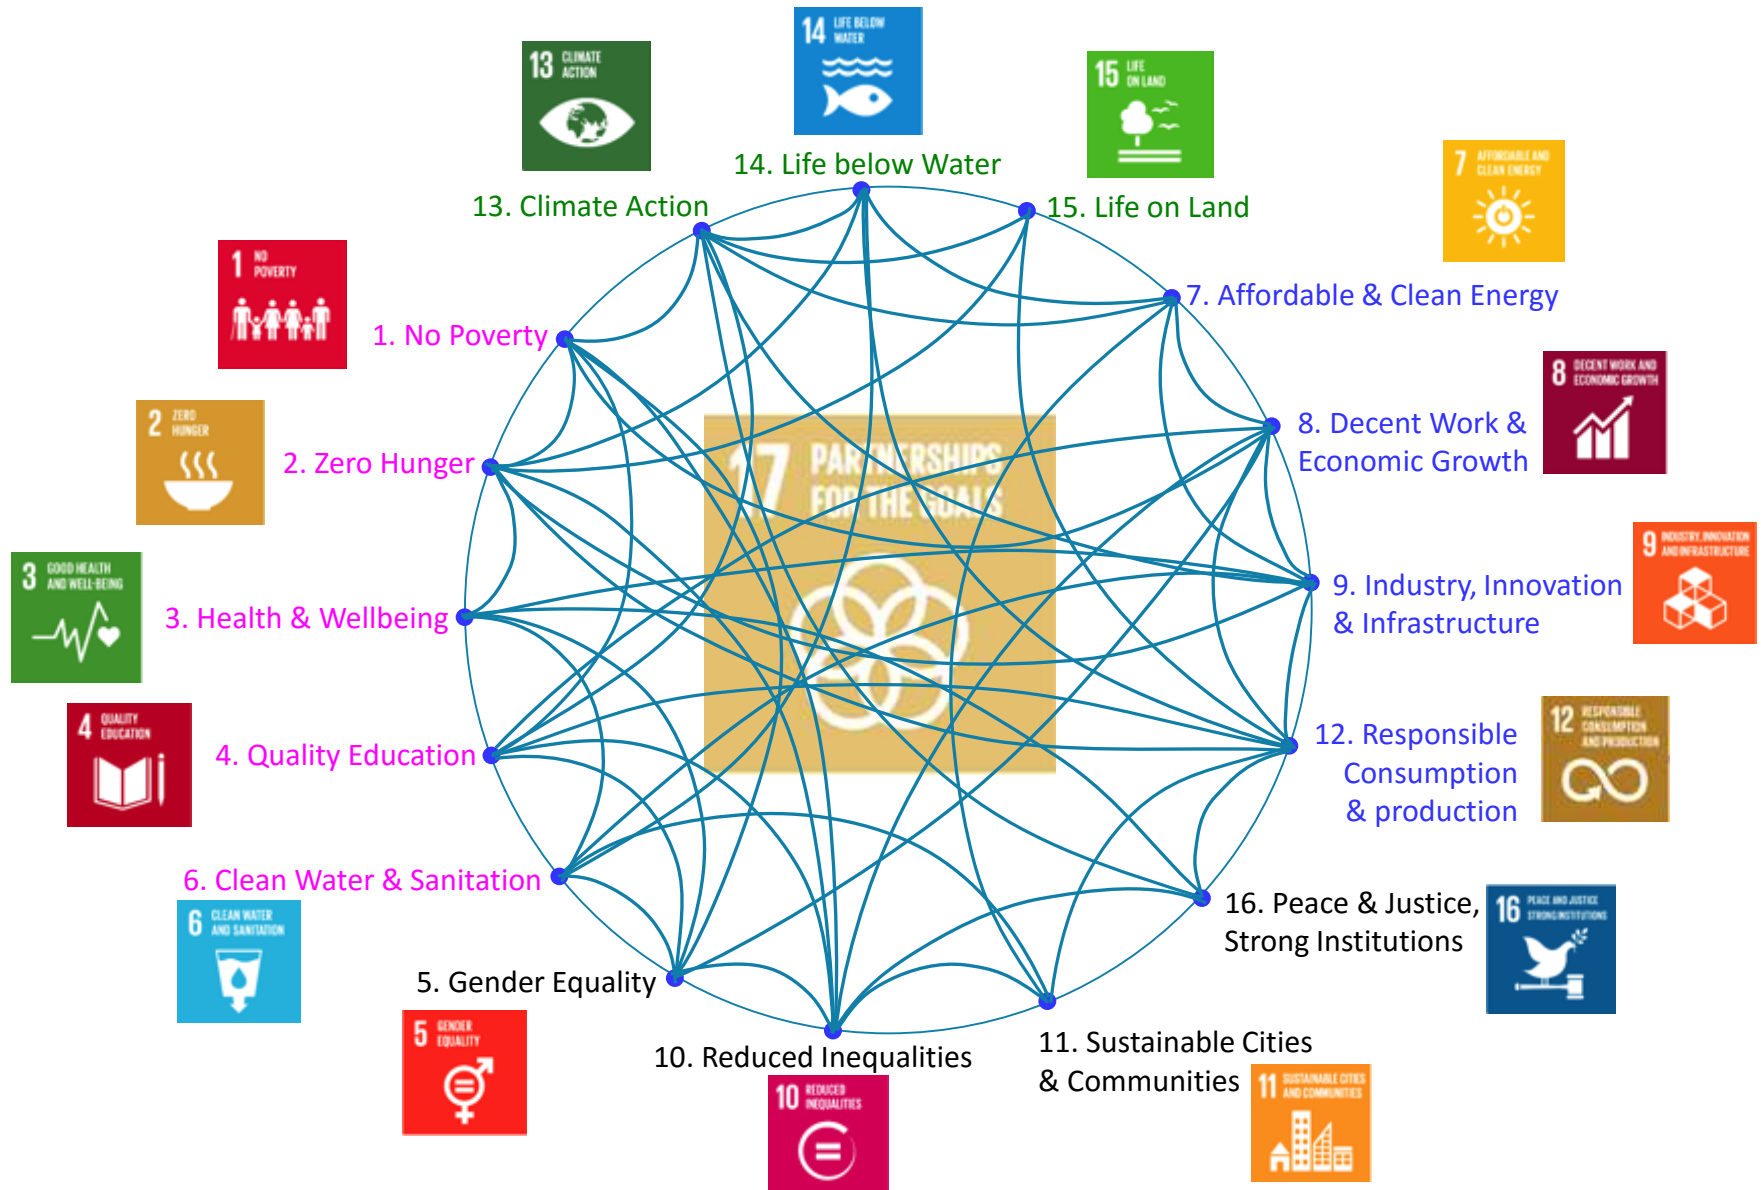 14 LIFE BELOW
WATER
13 CLIMATE
ACTION
15 LIFE
ON LAND
14. Life below Water
7 AFFORDABLE AND
CLEAN ENERGY
13. Climate Action
15. Life on Land
1 NO
POVERTY
7. Affordable & Clean Energy
1. No Poverty
8 DECENT WORK AND
ECONOMIC GROWTH
2 ZERO
HUNGER
8. Decent Work &
Economic Growth
2. Zero Hunger
17 PARTNERSHIPS
FOR THE GOALS
9 INDUSTRY, INNOVATION
AND INFRASTRUCTURE
3 GOOD HEALTH
AND WELL-BEING
9. Industry, Innovation
& Infrastructure
3. Health & Wellbeing
4 QUALITY
EDUCATION
12 RESPONSIBLE
CONSUMPTION
AND PRODUCTION
12. Responsible
Consumption
& production
4. Quality Education
6. Clean Water & Sanitation
16. Peace & Justice,
Strong Institutions
16 PEACE AND JUSTICE
STRONG INSTITUTIONS
6 CLEAN WATER
AND SANITATION
5. Gender Equality
5 GENDER
EQUALITY
10. Reduced Inequalities
11. Sustainable Cities
& Communities
10 REDUCED
INEQUALITIES
11 SUSTAINABLE CITIES
AND COMMUNITIES